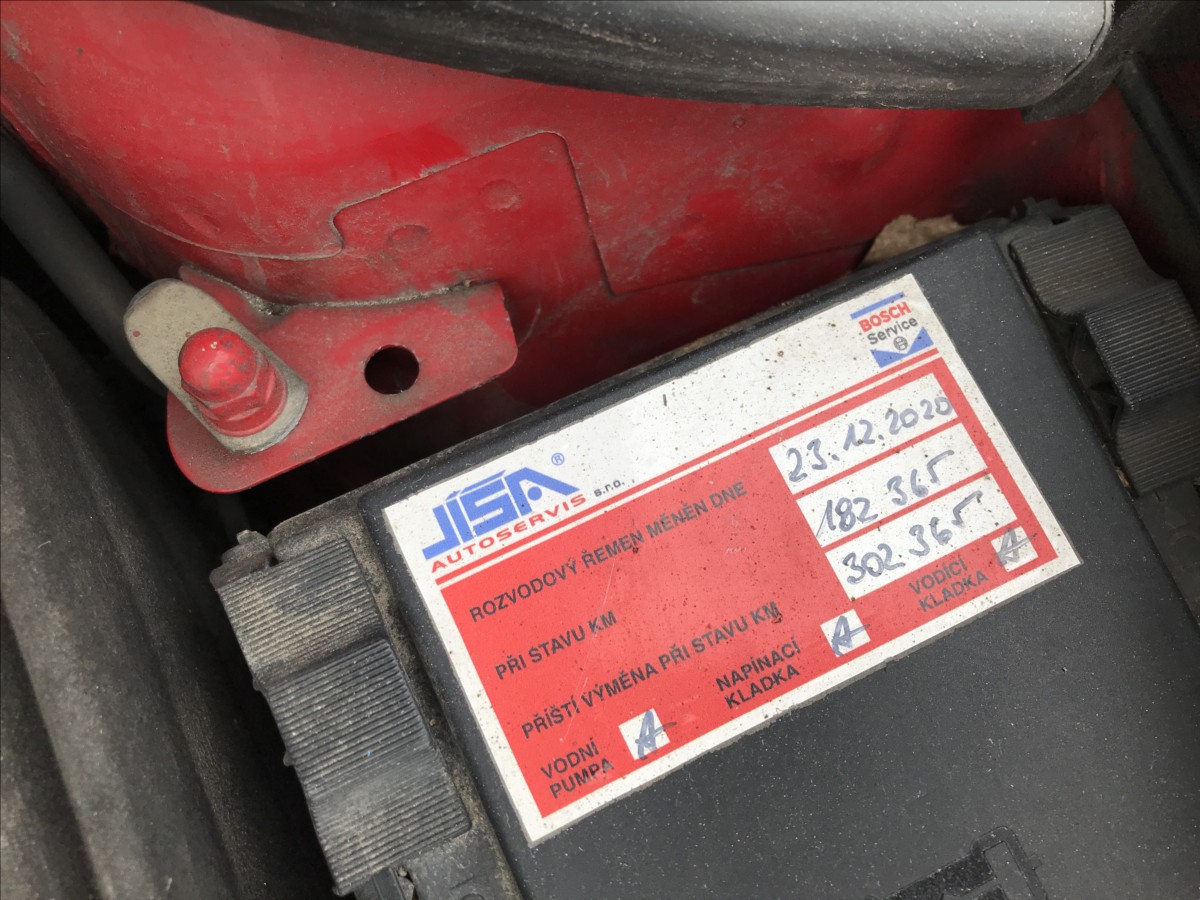 BOSCH
Service
JÍŠA®
AUTOSERVIS s.r.o.
ROZVODOVÝ ŘEMEN MĚNĚN DNE 23.12.2020
PŘI STAVU KM 182 365
PŘÍŠTÍ VÝMĚNA PŘI STAVU KM 302 365
VODNÍ PUMPA A
NAPÍNACÍ KLADKA A
VODÍCÍ KLADKA A